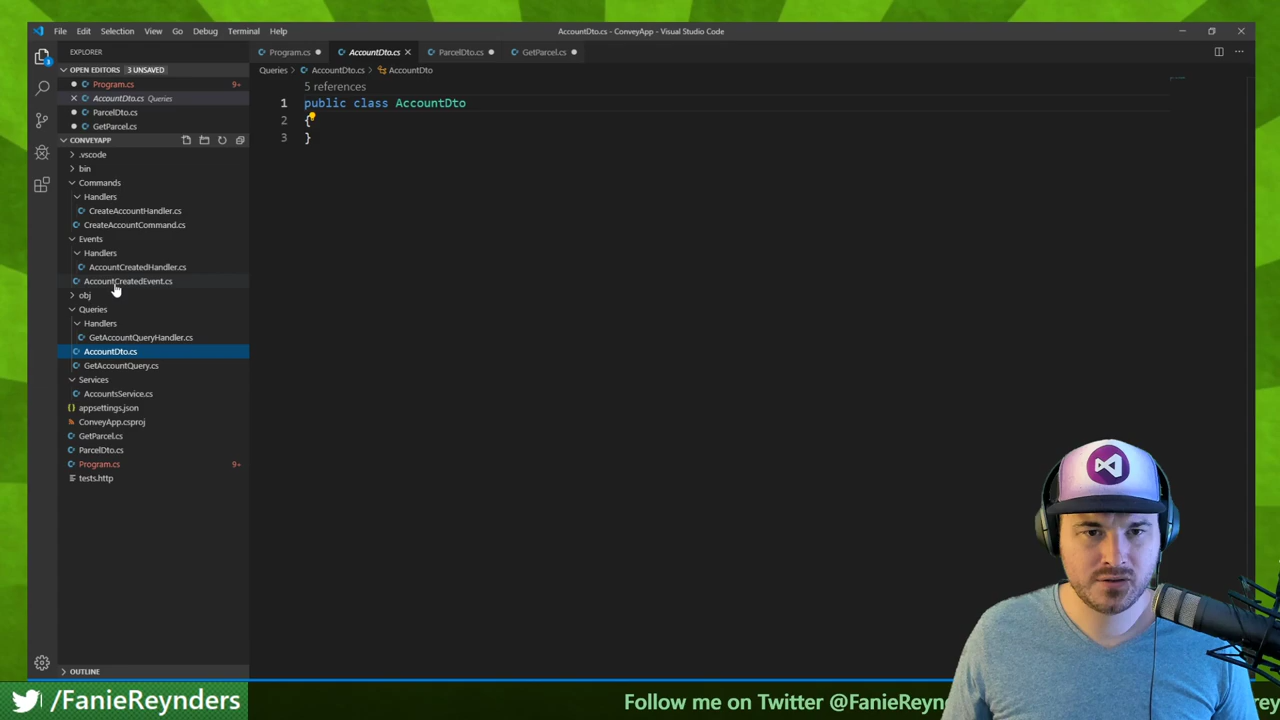 File Edit Selection View Go Debug Terminal Help
AccountDto.cs - ConveyApp - Visual Studio Code
EXPLORER
Program.cs
AccountDto.cs
ParcelDto.cs
GetParcel.cs
OPEN EDITORS 3 UNSAVED
Queries > AccountDto.cs > AccountDto
Program.cs 9+
AccountDto.cs Queries
ParcelDto.cs
GetParcel.cs
5 references
1 public class AccountDto
2 {
3 }
CONVEYAPP
.vscode
bin
Commands
Handlers
CreateAccountHandler.cs
CreateAccountCommand.cs
Events
Handlers
AccountCreatedHandler.cs
AccountCreatedEvent.cs
obj
Queries
Handlers
GetAccountQueryHandler.cs
AccountDto.cs
GetAccountQuery.cs
Services
AccountsService.cs
appsettings.json
ConveyApp.csproj
GetParcel.cs
ParcelDto.cs
Program.cs 9+
tests.http
OUTLINE
/FanieReynders
Follow me on Twitter @FanieReyn